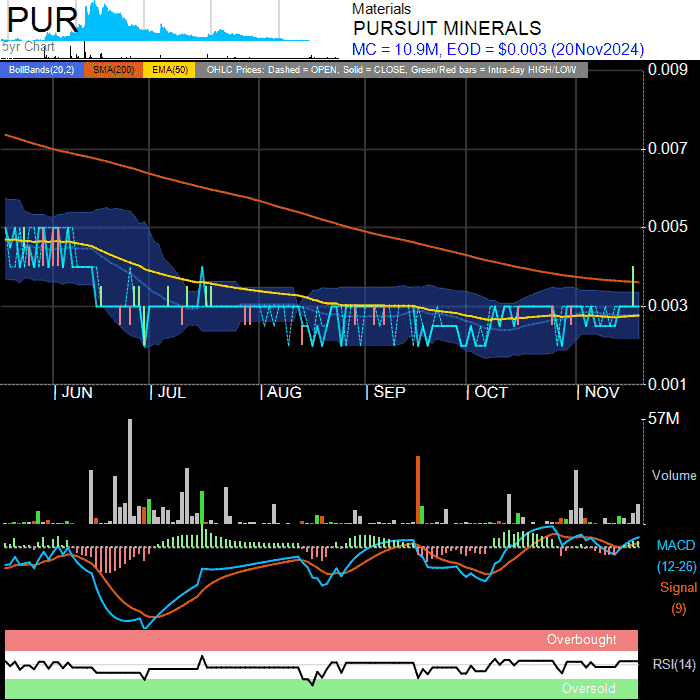 PUR
5yr Chart
Materials
PURSUIT MINERALS
MC = 10.9M, EOD = $0.003 (20Nov2024)
BollBands(20,2) SMA(200) EMA(50) OHLC Prices: Dashed = OPEN, Solid = CLOSE, Green/Red bars = Intra-day HIGH/LOW
0.009
0.007
0.005
0.003
0.001
| JUN | JUL | AUG | SEP | OCT | NOV
57M
Volume
MACD
(12-26)
Signal
(9)
Overbought
RSI(14)
Oversold